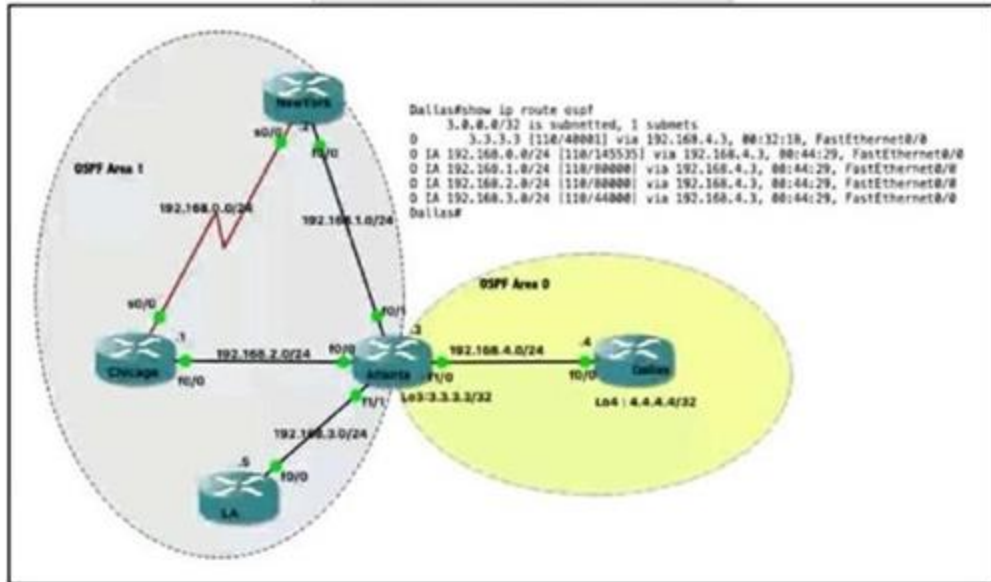 NewYork
.2
s0/0
f0/0
Dallas#show ip route ospf
3.0.0.0/32 is subnetted, 1 subnets
O 3.3.3.3 [110/40001] via 192.168.4.3, 00:32:18, FastEthernet0/0
O IA 192.168.0.0/24 [110/145535] via 192.168.4.3, 00:44:29, FastEthernet0/0
O IA 192.168.1.0/24 [110/80000] via 192.168.4.3, 00:44:29, FastEthernet0/0
O IA 192.168.2.0/24 [110/80000] via 192.168.4.3, 00:44:29, FastEthernet0/0
O IA 192.168.3.0/24 [110/44000] via 192.168.4.3, 00:44:29, FastEthernet0/0
Dallas#
OSPF Area 1
192.168.0.0/24
192.168.1.0/24
OSPF Area 0
s0/0
f0/1
.1
.3
.4
Chicago
f0/0
192.168.2.0/24
f0/0
Atlanta
f1/0
192.168.4.0/24
f0/0
Dallas
Lo3:3.3.3.3/32
Lo4 : 4.4.4.4/32
f1/1
192.168.3.0/24
.5
f0/0
LA